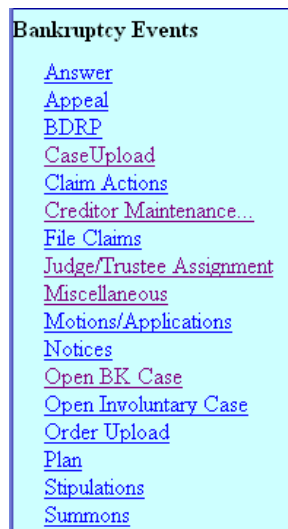 Bankruptcy Events
Answer
Appeal
BDRP
CaseUpload
Claim Actions
Creditor Maintenance...
File Claims
Judge/Trustee Assignment
Miscellaneous
Motions/Applications
Notices
Open BK Case
Open Involuntary Case
Order Upload
Plan
Stipulations
Summons